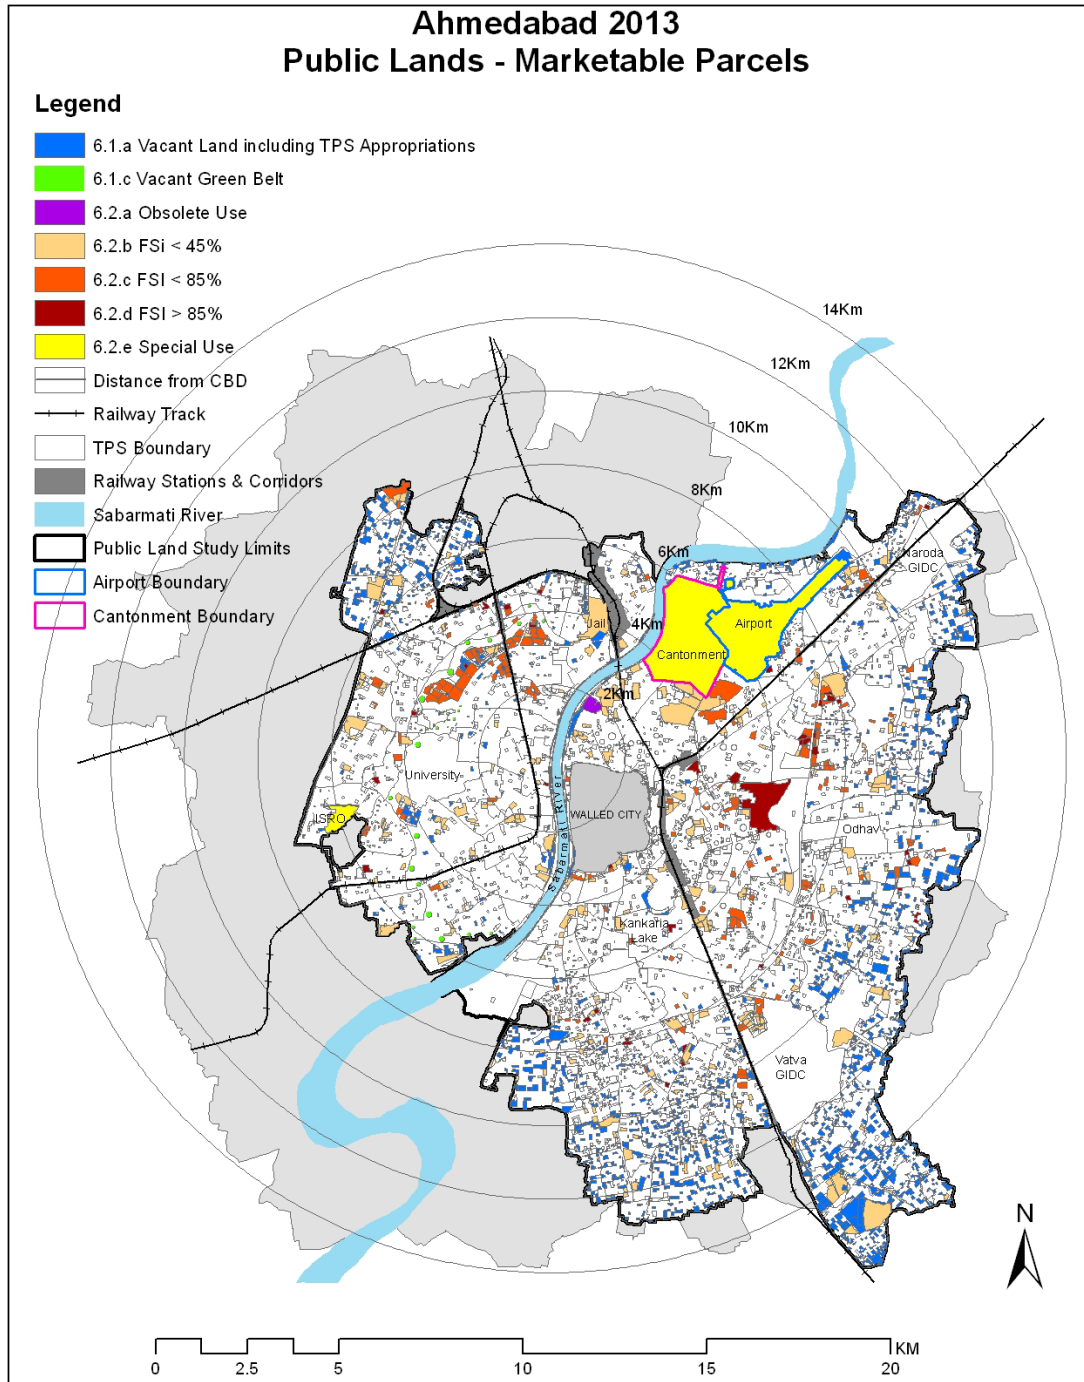 Ahmedabad 2013
Public Lands - Marketable Parcels
Legend
6.1.a Vacant Land including TPS Appropriations
6.1.c Vacant Green Belt
6.2.a Obsolete Use
6.2.b FSi < 45%
6.2.c FSI < 85%
6.2.d FSI > 85%
6.2.e Special Use
Distance from CBD
Railway Track
TPS Boundary
Railway Stations & Corridors
Sabarmati River
Public Land Study Limits
Airport Boundary
Cantonment Boundary
14Km
12Km
10Km
8Km
6Km
4Km
2Km
Naroda
GIDC
Jail
Airport
Cantonment
University
ISRO
WALLED CITY
Sabarmati River
Odhav
Kankaria
Lake
Vatva
GIDC
N
0 2.5 5 10 15 20
KM